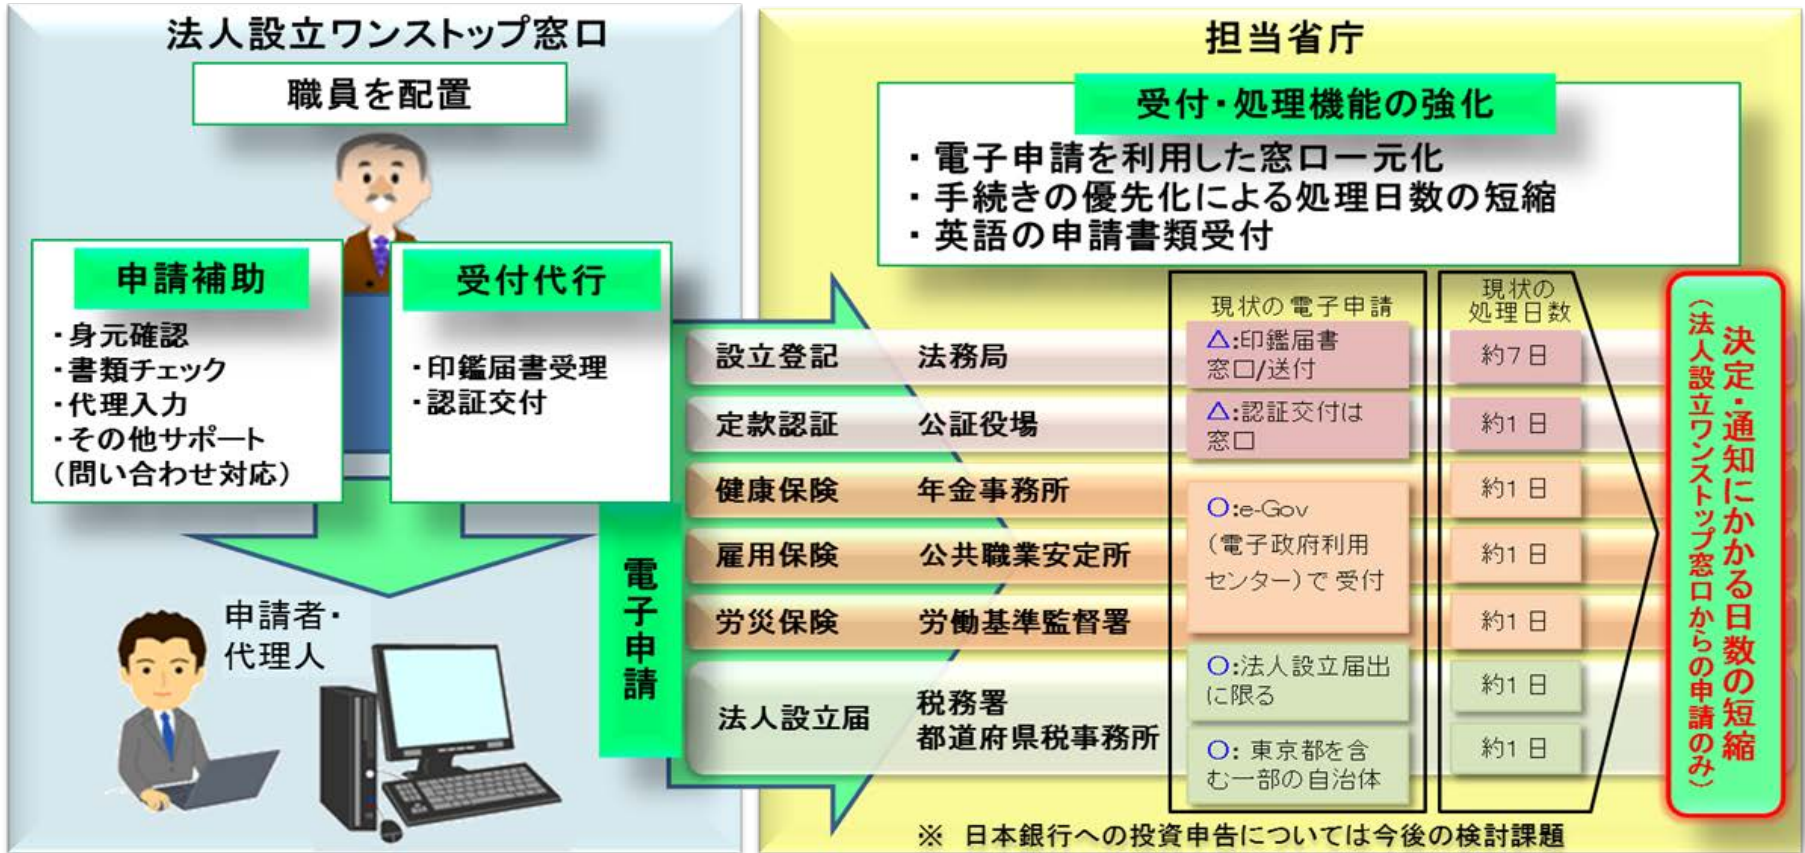 法人設立ワンストップ窓口
職員を配置
申請補助
・身元確認
・書類チェック
・代理入力
・その他サポート
(問い合わせ対応)
受付代行
・印鑑届書受理
・認証交付
申請者・
代理人
電子申請
担当省庁
受付・処理機能の強化
・電子申請を利用した窓口一元化
・手続きの優先化による処理日数の短縮
・英語の申請書類受付
現状の電子申請
現状の
処理日数
設立登記 法務局
△:印鑑届書
窓口/送付
約7日
定款認証 公証役場
△:認証交付は
窓口
約1日
健康保険 年金事務所
約1日
雇用保険 公共職業安定所
約1日
労災保険 労働基準監督署
約1日
○:e-Gov
(電子政府利用
センター)で 受付
法人設立届
税務署
都道府県税事務所
○:法人設立届出
に限る
約1日
○: 東京都を含
む一部の自治体
約1日
決定・通知にかかる日数の短縮
(法人設立ワンストップ窓口からの申請のみ)
※ 日本銀行への投資申告については今後の検討課題